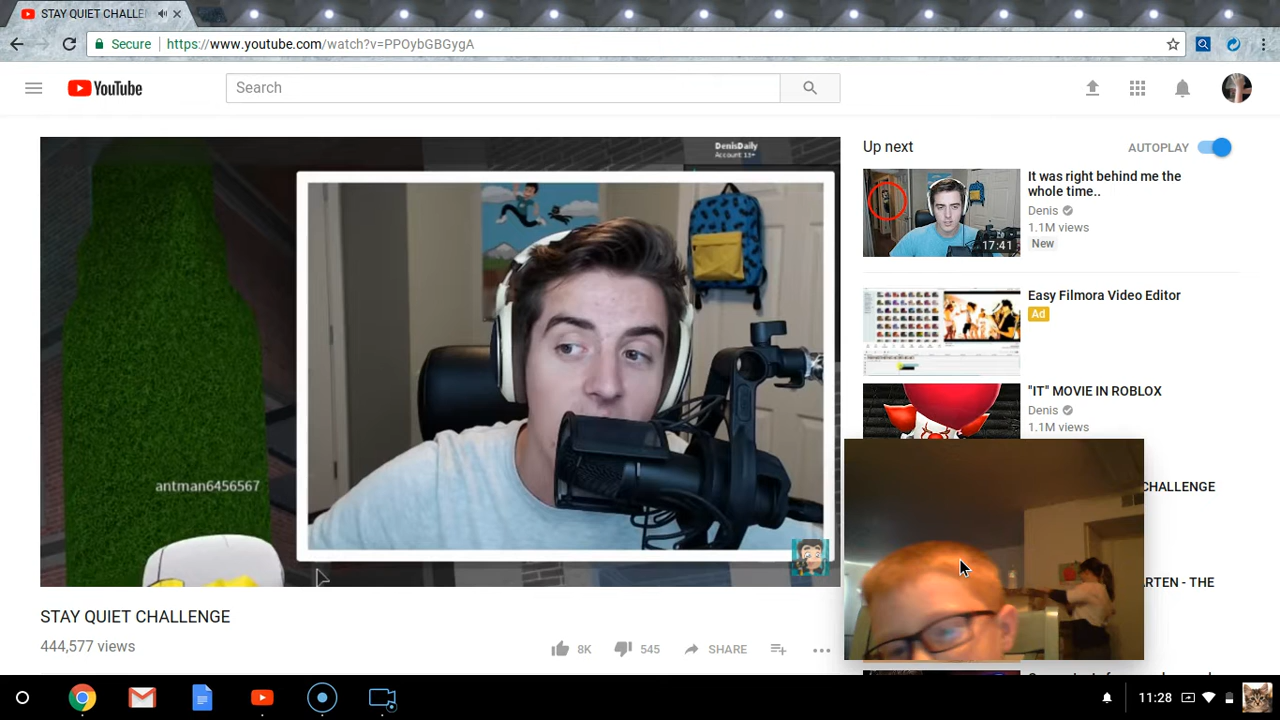 STAY QUIET CHALLEN
Secure
https://www.youtube.com/watch?v=PPOybGBGygA
YouTube
Search
DenisDaily
Account: 13+
antman6456567
STAY QUIET CHALLENGE
444,577 views
8K
545
SHARE
Up next
AUTOPLAY
It was right behind me the
whole time..
Denis
1.1M views
New
17:41
Easy Filmora Video Editor
Ad
"IT" MOVIE IN ROBLOX
Denis
1.1M views
CHALLENGE
RTEN - THE
11:28